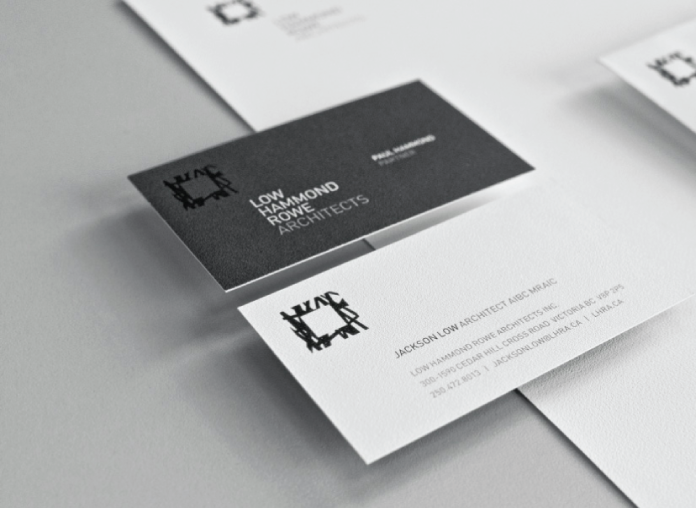 LOW
HAMMOND
ROWE
ARCHITECTS
PAUL HAMMOND
PARTNER
JACKSON LOW ARCHITECT AIBC MRAIC
LOW HAMMOND ROWE ARCHITECTS INC.
300-1590 CEDAR HILL CROSS ROAD VICTORIA BC V8P 2P5
250.472.8013 | JACKSONLOW@LHRA.CA | LHRA.CA